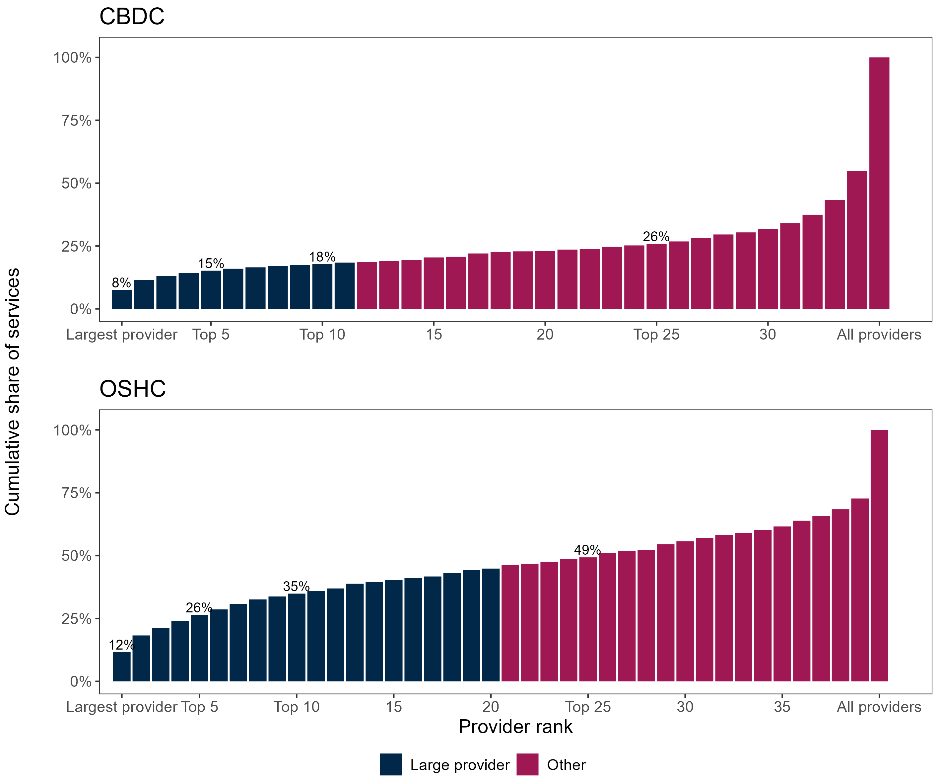 CBDC
100%
75%
50%
25%
0%
8%
15%
18%
26%
Largest provider Top 5 Top 10 15 20 Top 25 30 All providers
Cumulative share of services
OSHC
100%
75%
50%
25%
0%
12%
26%
35%
49%
Largest provider Top 5 Top 10 15 20 Top 25 30 35 All providers
Provider rank
Large provider Other